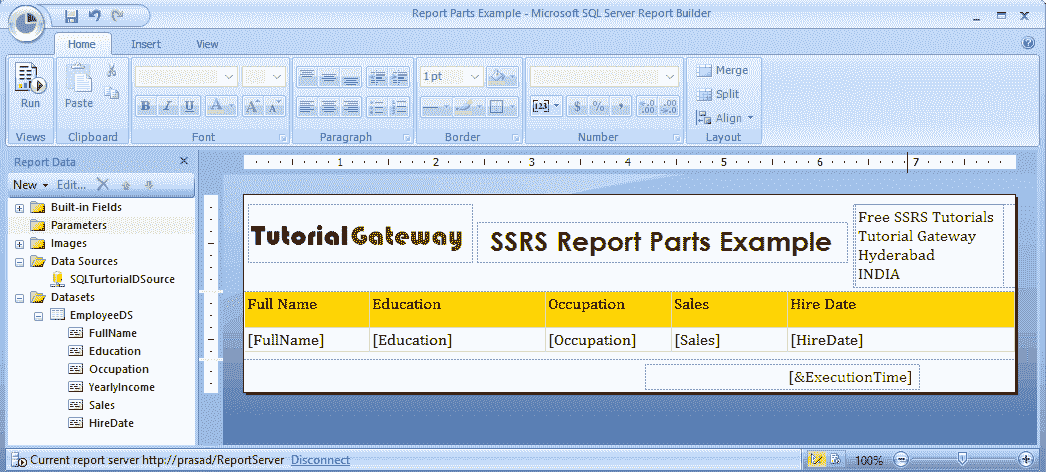 Report Parts Example - Microsoft SQL Server Report Builder
Home Insert View
Run
Paste
1 pt
B I U A A A
[123] $ % ,
Merge
Split
Align
Views Clipboard Font Paragraph Border Number Layout
Report Data
New Edit...
Built-in Fields
Parameters
Images
Data Sources
SQLTurtorialDSource
Datasets
EmployeeDS
FullName
Education
Occupation
YearlyIncome
Sales
HireDate
1 2 3 4 5 6 7
Tutorial Gateway
SSRS Report Parts Example
Free SSRS Tutorials
Tutorial Gateway
Hyderabad
INDIA
Full Name Education Occupation Sales Hire Date
[FullName] [Education] [Occupation] [Sales] [HireDate]
[&ExecutionTime]
Current report server http://prasad/ReportServer Disconnect
100%